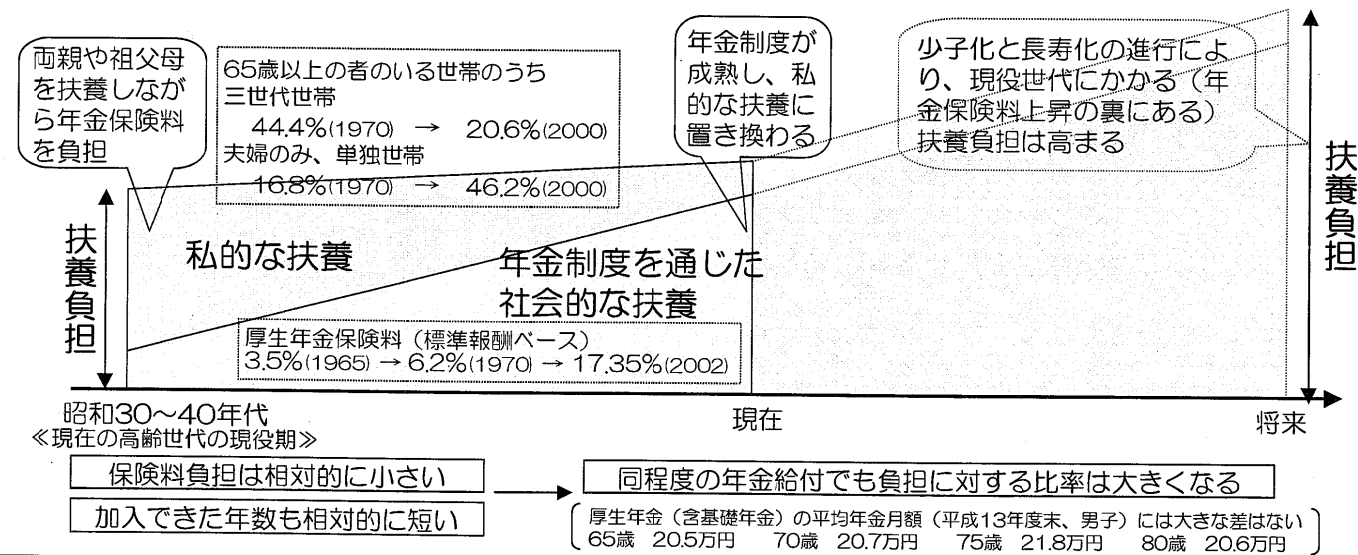 両親や祖父母
を扶養しなが
ら年金保険料
を負担
65歳以上の者のいる世帯のうち
三世代世帯
44.4%(1970) → 20.6%(2000)
夫婦のみ、単独世帯
16.8%(1970) → 46.2%(2000)
年金制度が
成熟し、私
的な扶養に
置き換わる
少子化と長寿化の進行によ
り、現役世代にかかる(年
金保険料上昇の裏にある)
扶養負担は高まる
扶養負担
私的な扶養
年金制度を通じた
社会的な扶養
厚生年金保険料(標準報酬ベース)
3.5%(1965) → 6.2%(1970) → 17.35%(2002)
扶養負担
昭和30~40年代
≪現在の高齢世代の現役期≫
現在
将来
保険料負担は相対的に小さい
加入できた年数も相対的に短い
同程度の年金給付でも負担に対する比率は大きくなる
厚生年金(含基礎年金)の平均年金月額(平成13年度末、男子)には大きな差はない
65歳 20.5万円 70歳 20.7万円 75歳 21.8万円 80歳 20.6万円